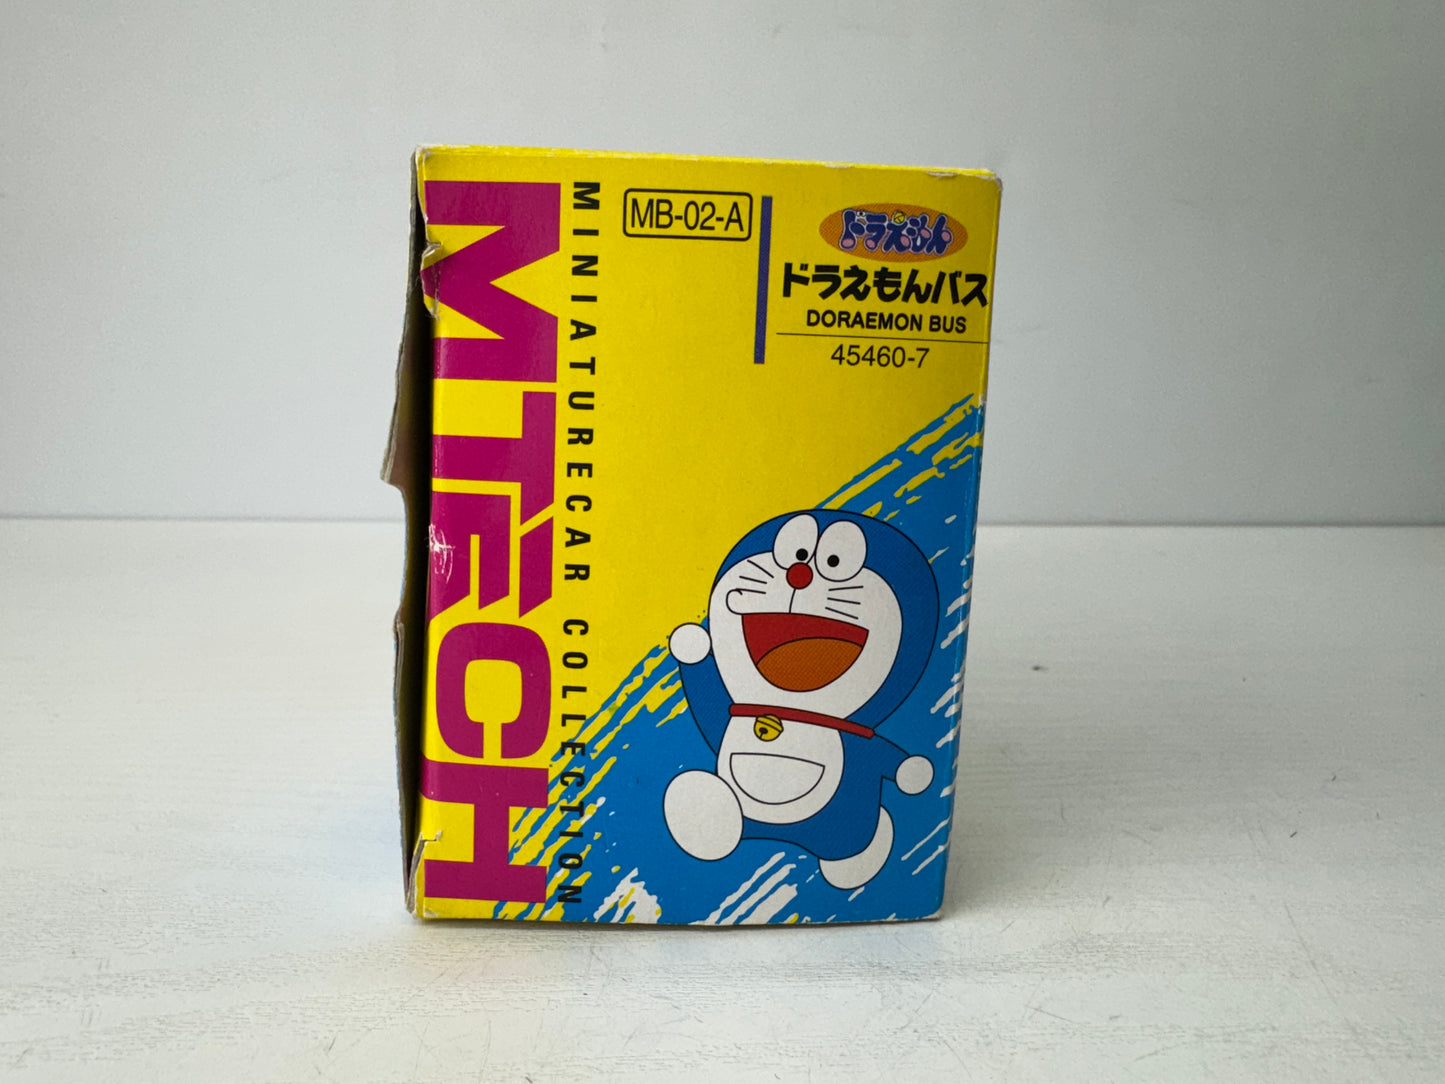 MTECH
MINIATURECAR COLLECTION
MB-02-A
ドラえもん
ドラえもんバス
DORAEMON BUS
45460-7